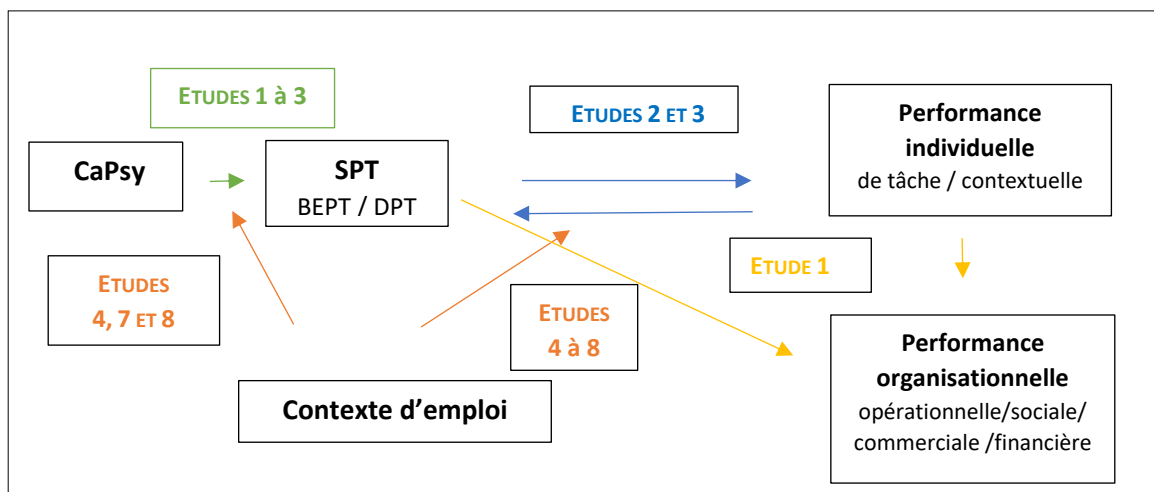 ETUDES 1 à 3
ETUDES 2 ET 3
Performance
individuelle
de tâche / contextuelle
CaPsy
SPT
BEPT / DPT
ETUDES
4, 7 ET 8
ETUDE 1
ETUDES
4 à 8
Performance
organisationnelle
opérationnelle/sociale/
commerciale /financière
Contexte d'emploi